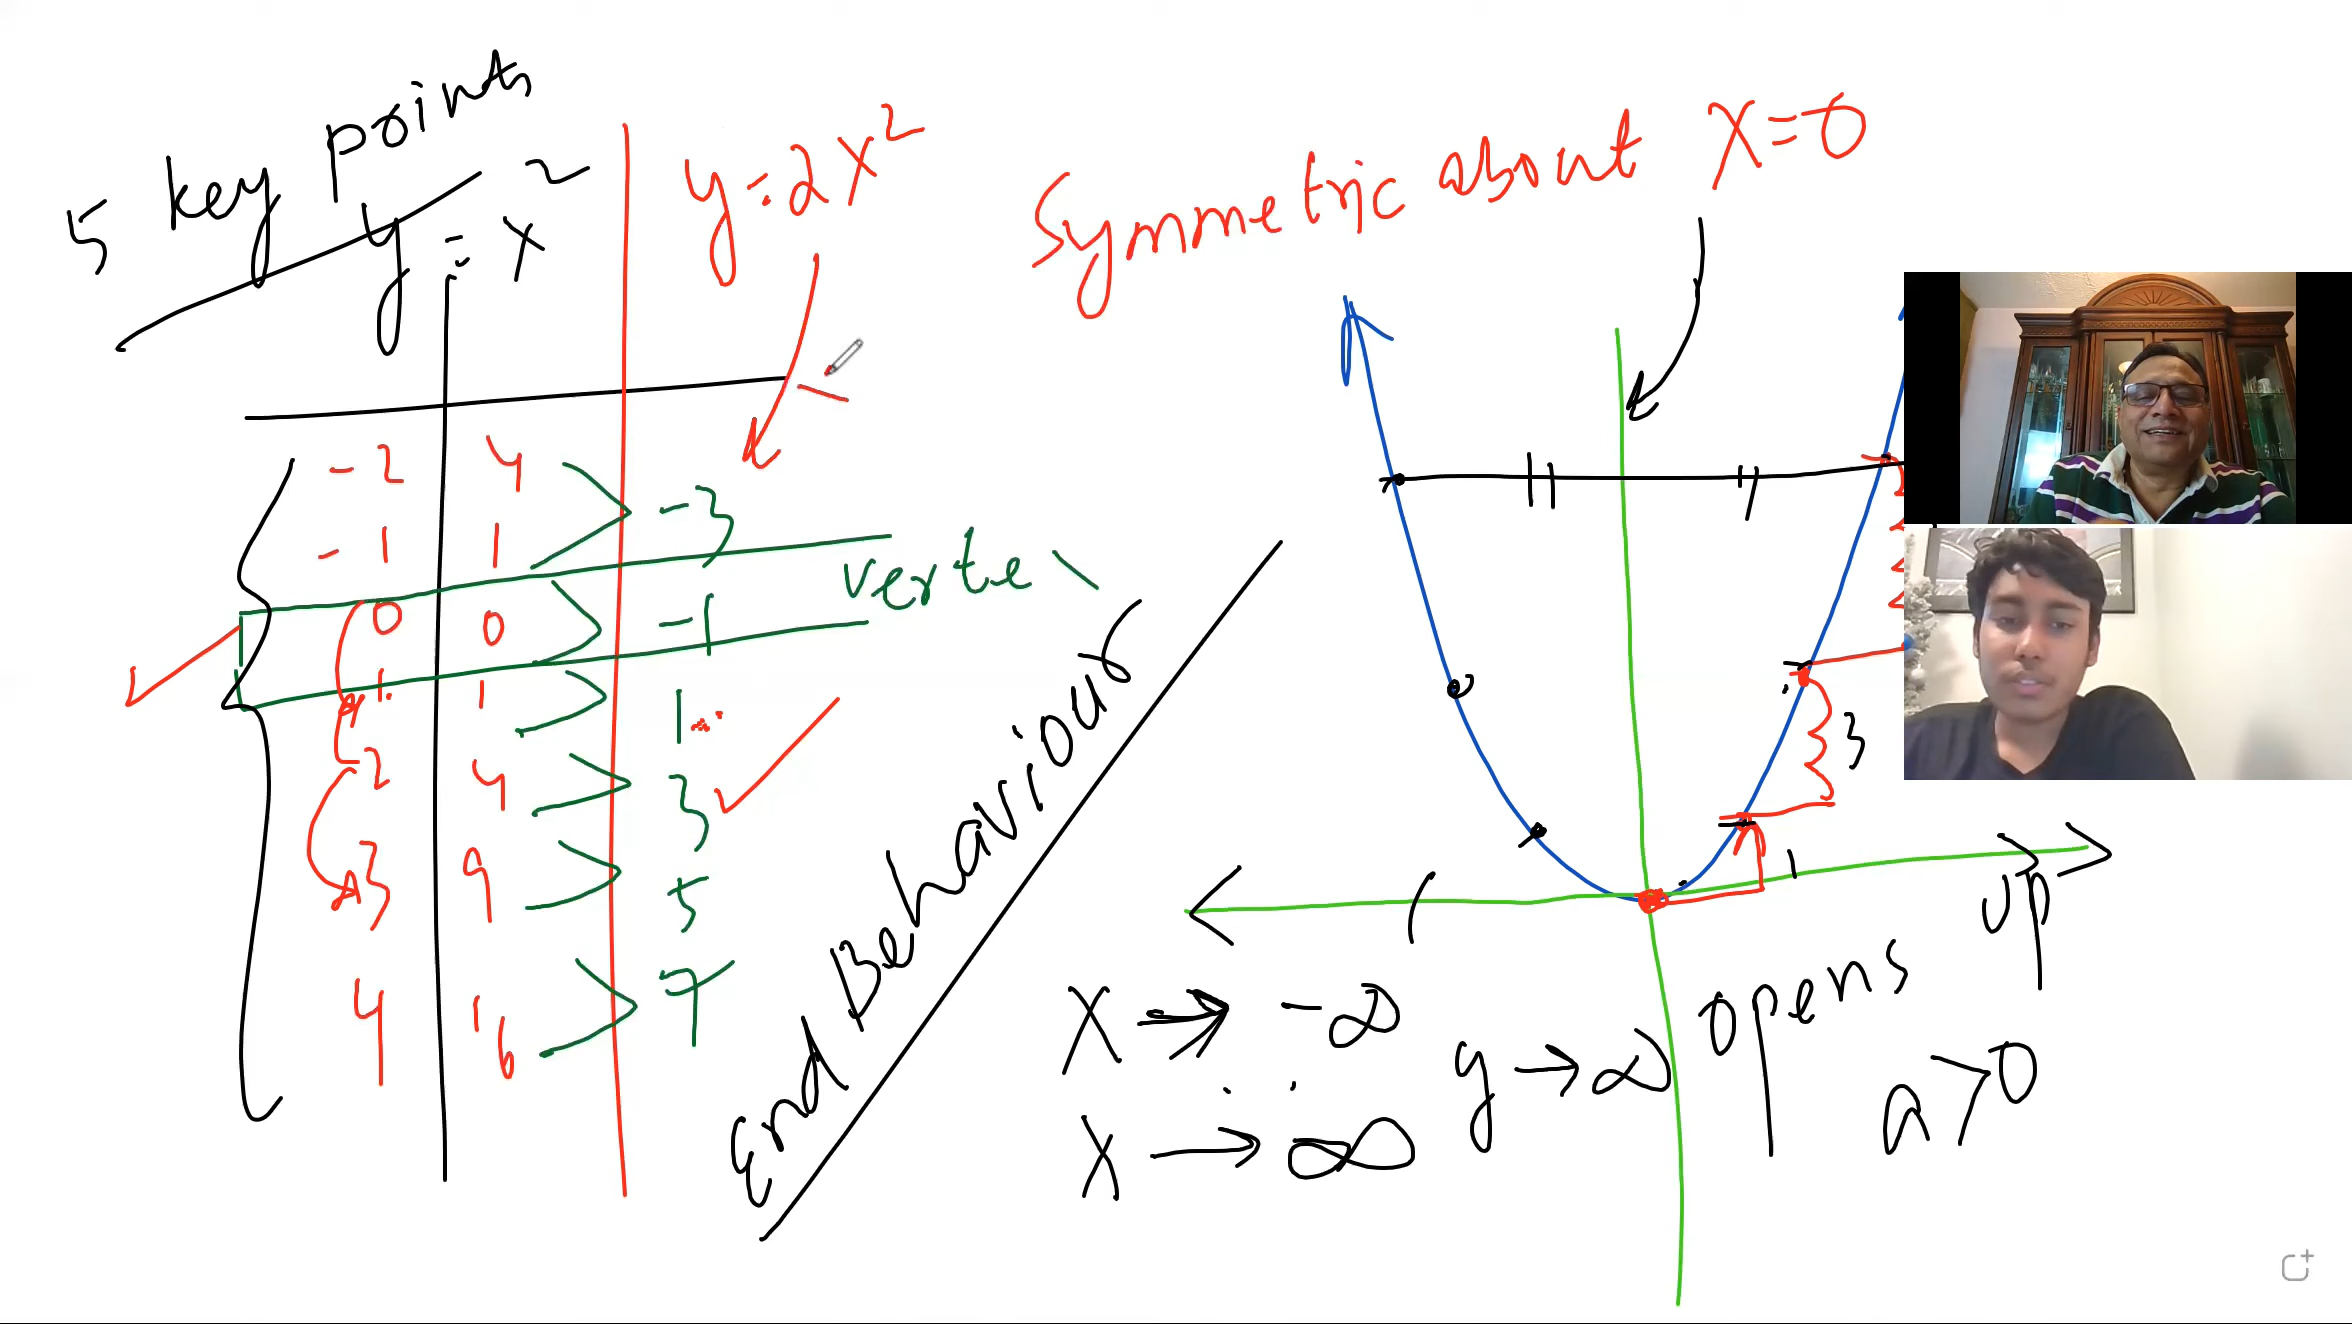 5 key points
y = x2
y = 2x2
Symmetric about x=0
-2 4
-3
-1 1
verte
0 0
-1
1 1
1
2 4
3
3 9
5
4 16
7
End Behaviour
3
1
x → -∞
y → ∞
x → ∞
opens up
a>0